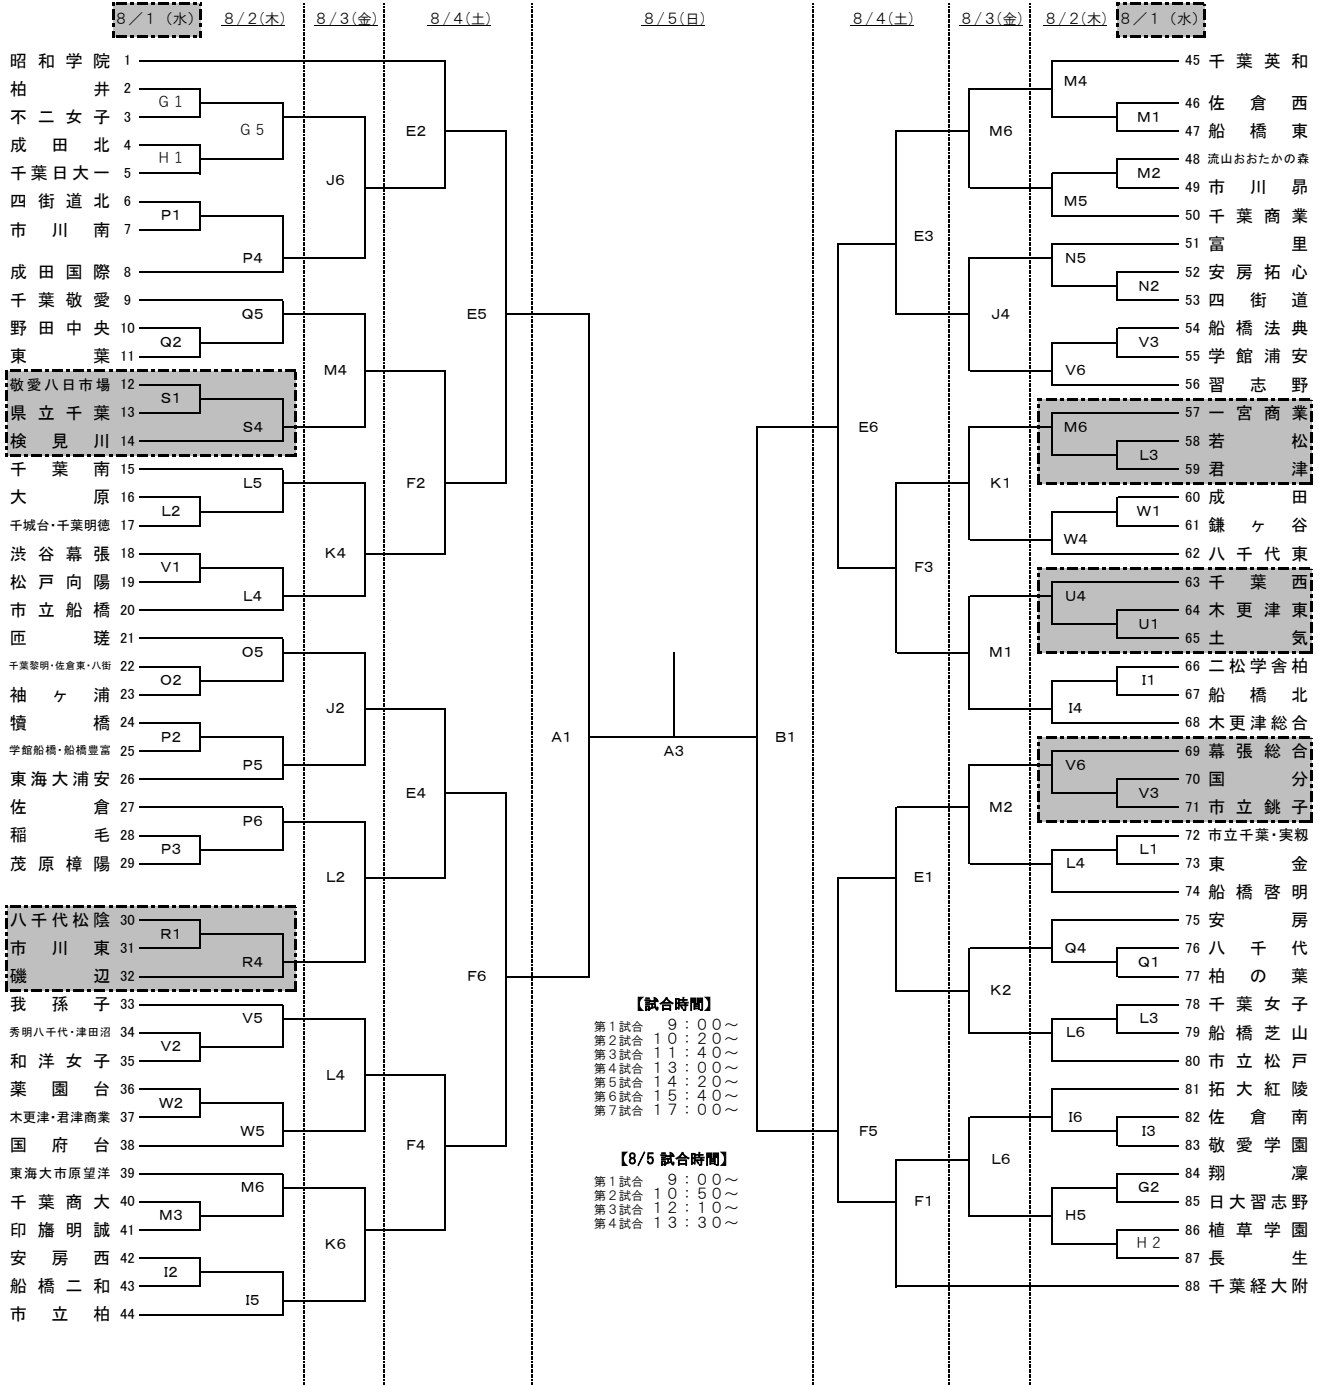 ８／１（水） ８／２(木) ８／３(金) ８／４(土) ８／５(日) ８／４(土) ８／３(金) ８／２(木) ８／１（水）
昭和学院 1 45 千葉英和
柏井 2 M4
G１ 46 佐倉西
不二女子 3 M1
G５ E2 M6 47 船橋東
成田北 4
H１ 48 流山おおたかの森
千葉日大一 5 M2
J6 49 市川昴
四街道北 6 M5
P1 50 千葉商業
市川南 7 E3
P4 51 富里
成田国際 8 N5 52 安房拓心
千葉敬愛 9 N2
Q5 E5 J4 53 四街道
野田中央 10 54 船橋法典
Q2 V3
東葉 11 55 学館浦安
M4 V6
敬愛八日市場 12 56 習志野
S1
県立千葉 13 57 一宮商業
S4 E6 M6
検見川 14 58 若松
L3
千葉南 15 59 君津
L5 F2 K1
大原 16 60 成田
L2 W1
千城台・千葉明徳 17 61 鎌ヶ谷
W4
渋谷幕張 18 K4 62 八千代東
V1 F3
松戸向陽 19 63 千葉西
L4 U4
市立船橋 20 64 木更津東
U1
匝瑳 21 65 土気
O5 M1
千葉黎明・佐倉東・八街 22 66 二松学舎柏
O2 I1
袖ヶ浦 23 67 船橋北
J2 I4
犢橋 24 68 木更津総合
P2 A1 A3 B1
学館船橋・船橋豊富 25 69 幕張総合
P5 V6
東海大浦安 26 70 国分
E4 V3
佐倉 27 M2 71 市立銚子
P6
稲毛 28 72 市立千葉・実籾
P3 L1
茂原樟陽 29 73 東金
L2 E1 L4
74 船橋啓明
八千代松陰 30 75 安房
R1
市川東 31 76 八千代
R4 Q4 Q1
磯辺 32 F6 77 柏の葉
K2
我孫子 33 【試合時間】 78 千葉女子
V5 第１試合 ９：００～ L3
秀明八千代・津田沼 34 第２試合 １０：２０～ L6 79 船橋芝山
V2 第３試合 １１：４０～
和洋女子 35 第４試合 １３：００～ 80 市立松戸
L4 第５試合 １４：２０～
薬園台 36 第６試合 １５：４０～ 81 拓大紅陵
W2 第７試合 １７：００～
木更津・君津商業 37 I6 82 佐倉南
W5 F5 I3
国府台 38 F4 83 敬愛学園
【8/5 試合時間】 L6
東海大市原望洋 39 第１試合 ９：００～ 84 翔凜
M6 第２試合 １０：５０～ G2
千葉商大 40 第３試合 １２：１０～ F1 85 日大習志野
M3 第４試合 １３：３０～ H5
印旛明誠 41 86 植草学園
K6 H２
安房西 42 87 長生
I2
船橋二和 43 88 千葉経大附
I5
市立柏 44